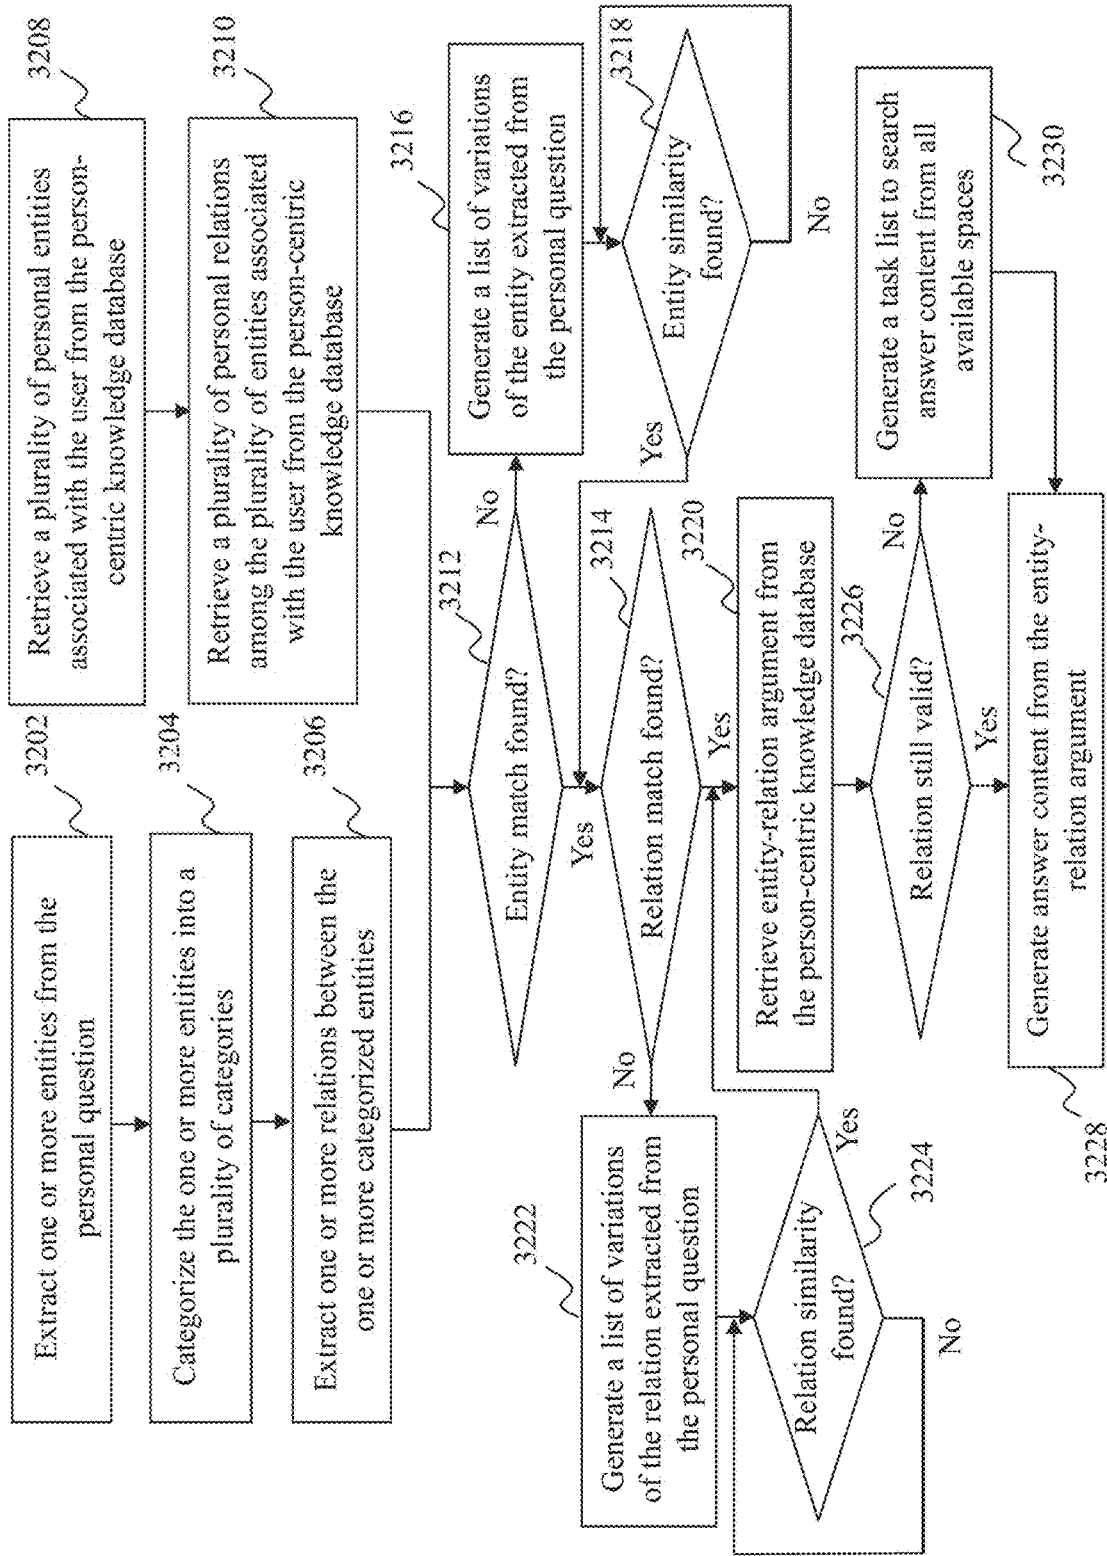 3202
Extract one or more entities from the
personal question
3204
Categorize the one or more entities into a
plurality of categories
3206
Extract one or more relations between the
one or more categorized entities
3208
Retrieve a plurality of personal entities
associated with the user from the person-
centric knowledge database
3210
Retrieve a plurality of personal relations
among the plurality of entities associated
with the user from the person-centric
knowledge database
3212
Entity match found?
No
Yes
3216
Generate a list of variations
of the entity extracted from
the personal question
3218
Entity similarity
found?
Yes
No
3214
Relation match found?
No
Yes
3222
Generate a list of variations
of the relation extracted from
the personal question
3224
Relation similarity
found?
Yes
No
3220
Retrieve entity-relation argument from
the person-centric knowledge database
3226
Relation still valid?
No
Yes
3230
Generate a task list to search
answer content from all
available spaces
3228
Generate answer content from the entity-
relation argument